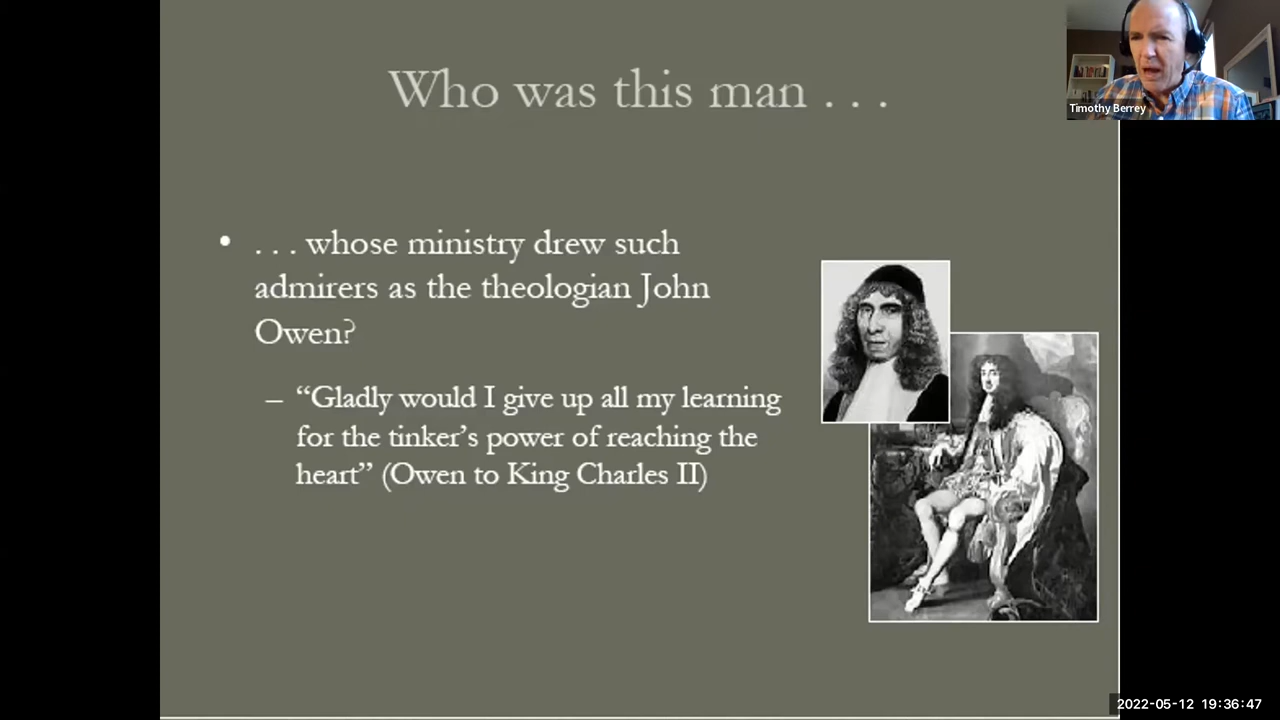 Who was this man . . .
Timothy Berrey
• . . . whose ministry drew such
admirers as the theologian John
Owen?
– “Gladly would I give up all my learning
for the tinker’s power of reaching the
heart” (Owen to King Charles II)
2022-05-12 19:36:47